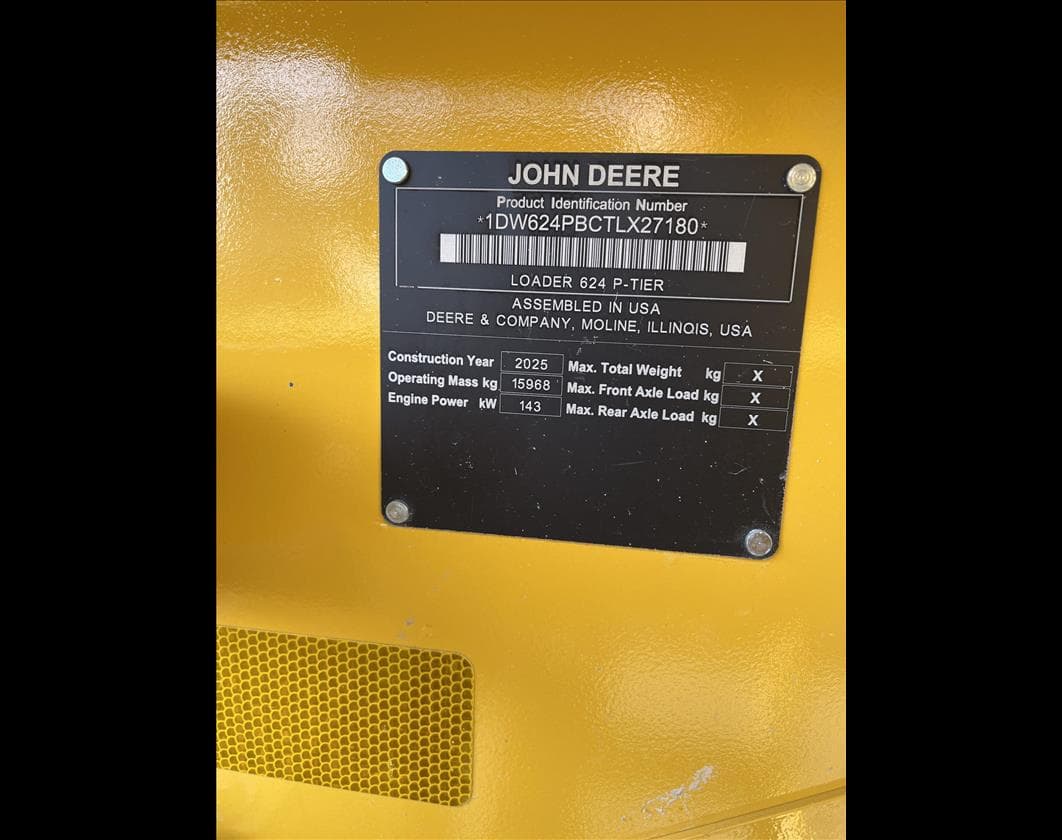 JOHN DEERE
Product Identification Number
*1DW624PBCTLX27180*
LOADER 624 P-TIER
ASSEMBLED IN USA
DEERE & COMPANY, MOLINE, ILLINOIS, USA
Construction Year 2025 Max. Total Weight kg X
Operating Mass kg 15968 Max. Front Axle Load kg X
Engine Power kW 143 Max. Rear Axle Load kg X